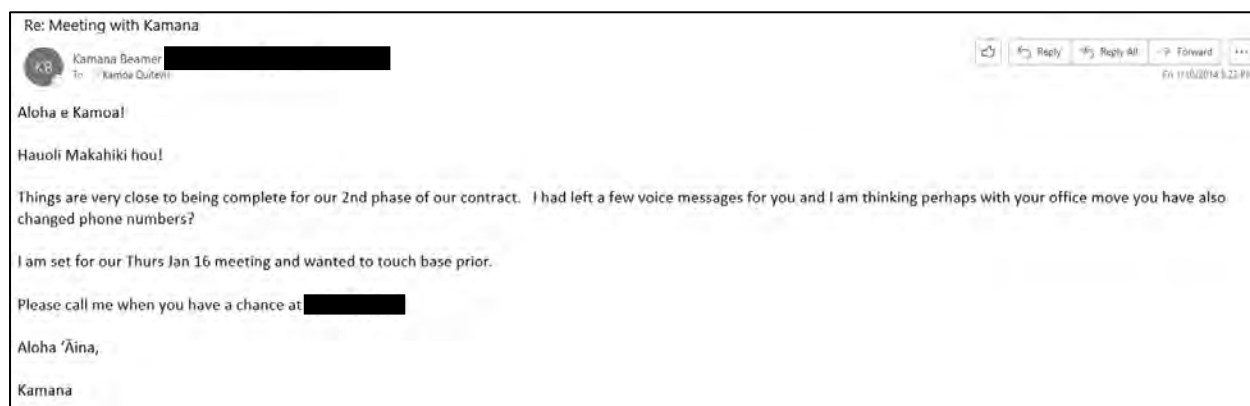 Re: Meeting with Kamana
KB
Kamana Beamer
To Kamoa Quitevis
Reply
Reply All
Forward
...
Aloha e Kamoa!
Hauoli Makahiki hou!
Things are very close to being complete for our 2nd phase of our contract. I had left a few voice messages for you and I am thinking perhaps with your office move you have also
changed phone numbers?
I am set for our Thurs Jan 16 meeting and wanted to touch base prior.
Please call me when you have a chance at
Aloha ‘Āina,
Kamana